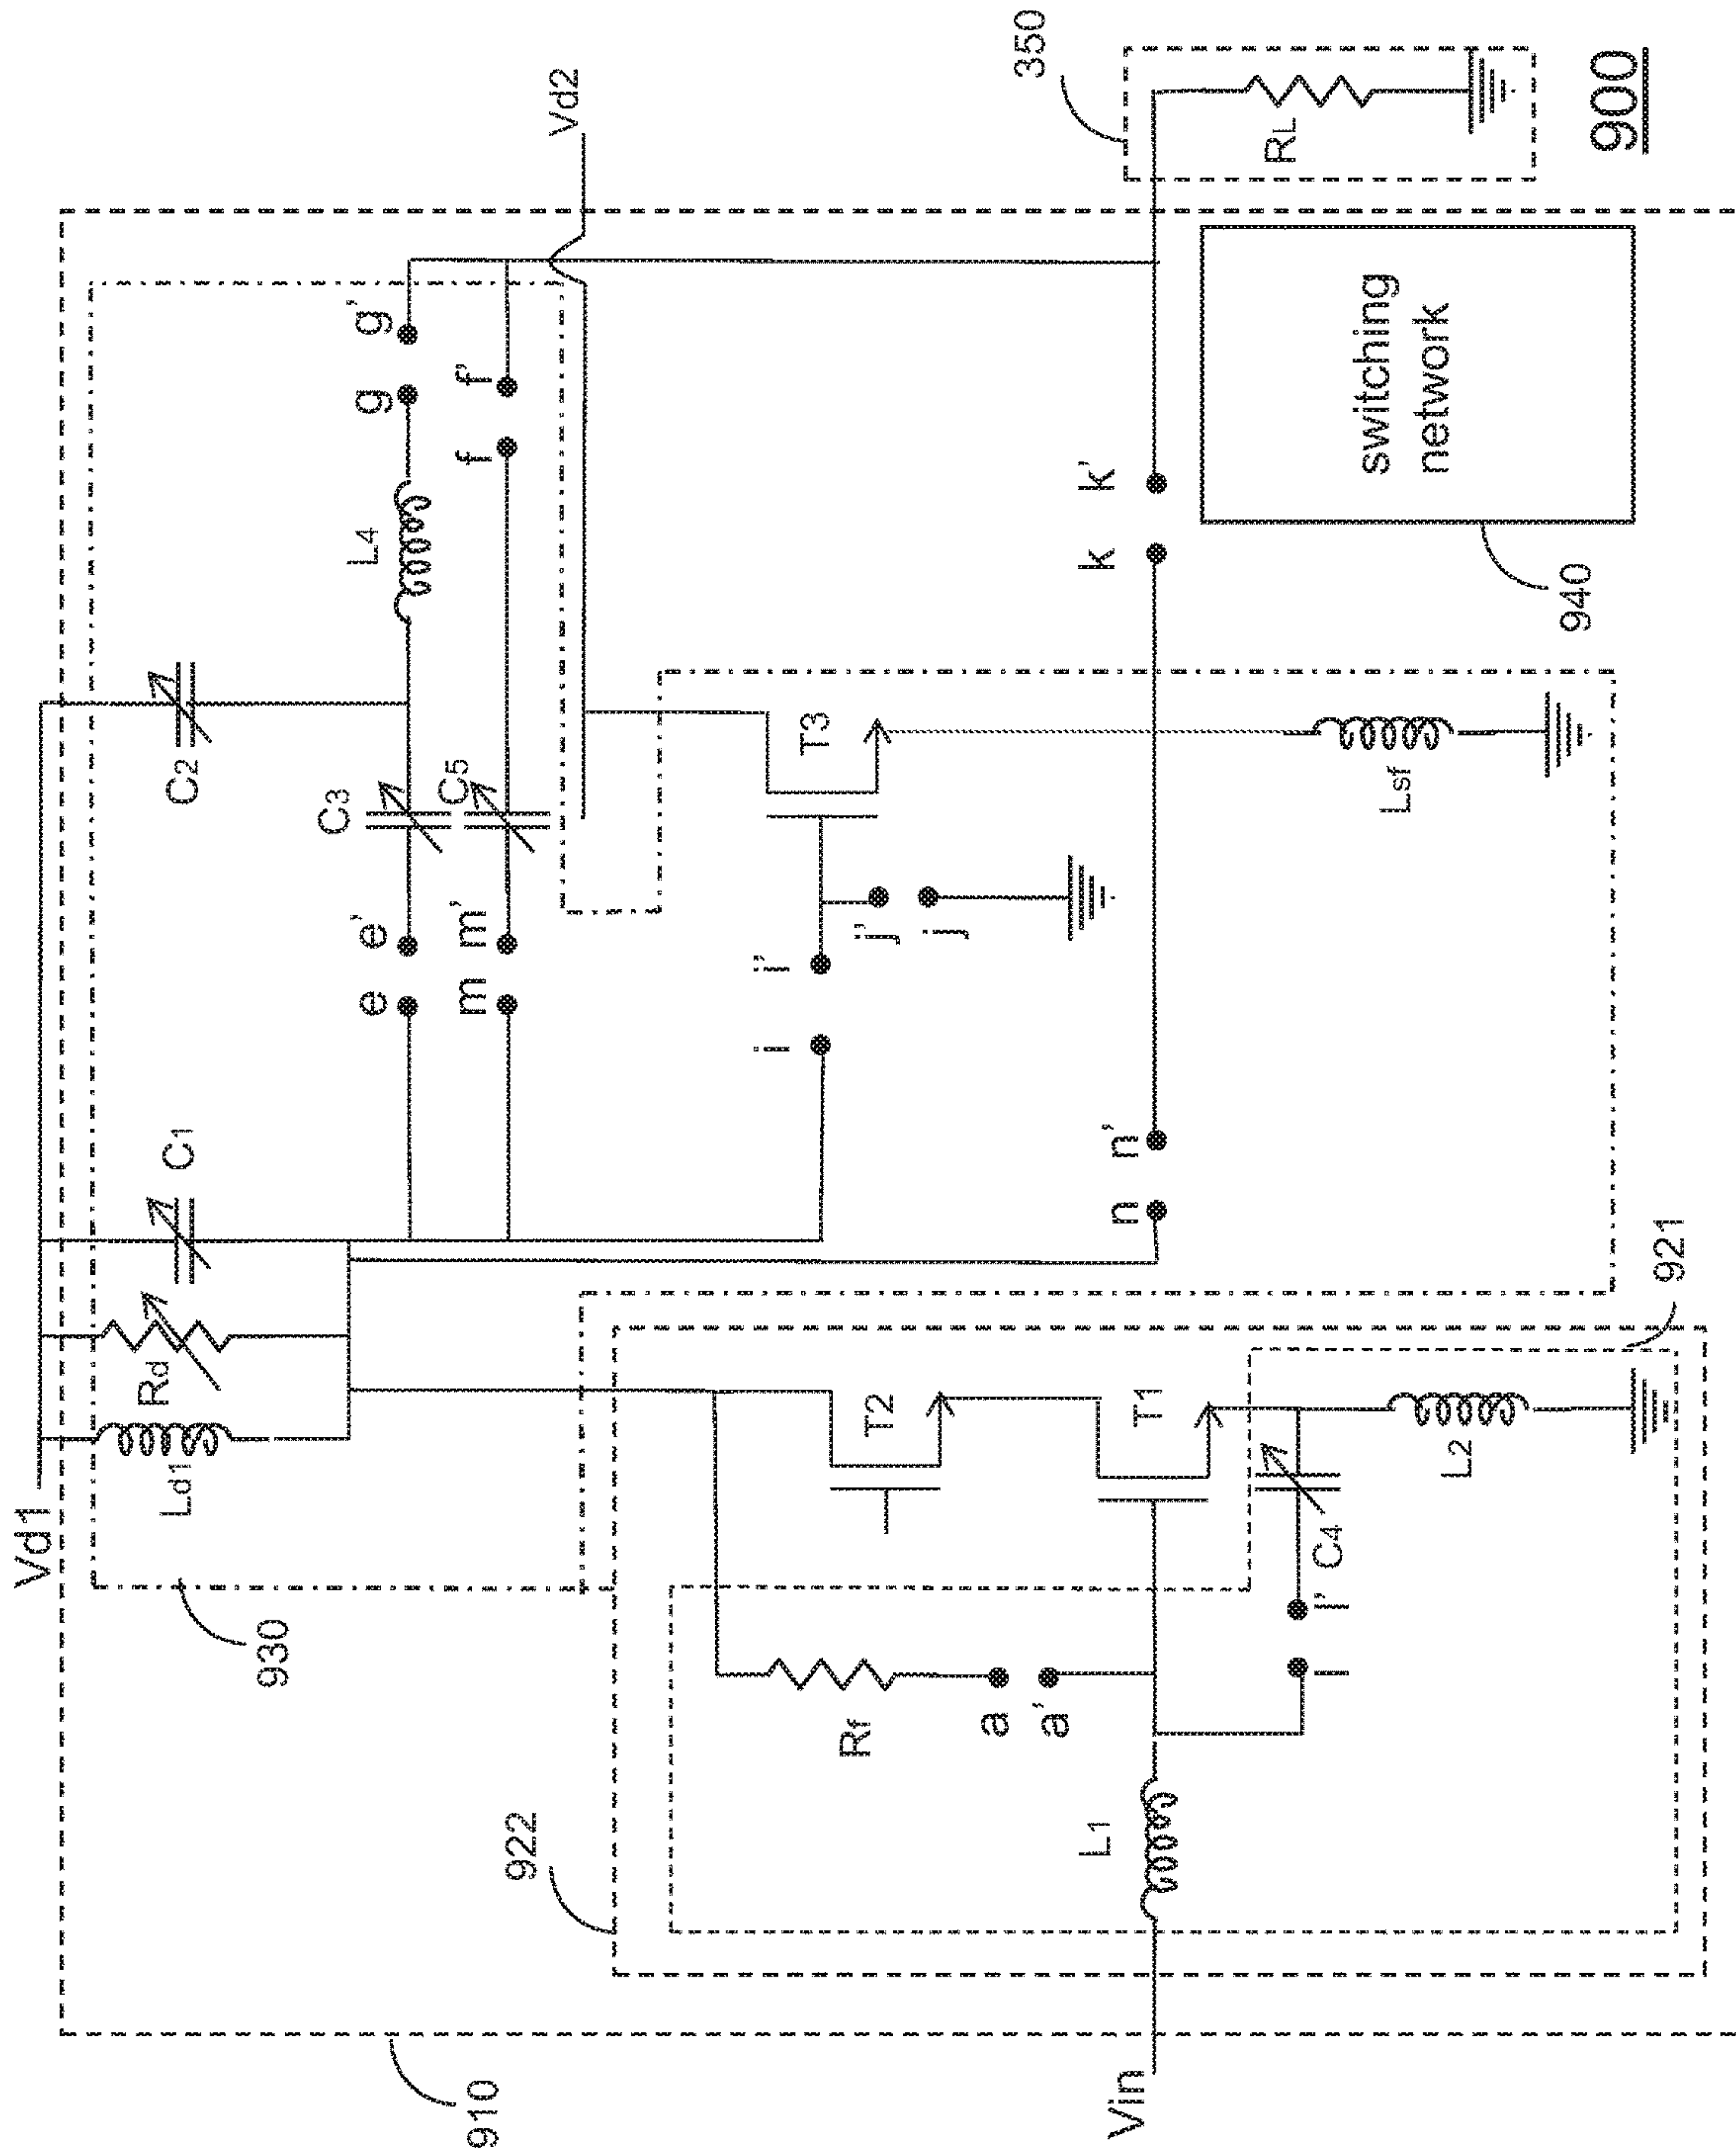 Vd1
Ld1
Rd
C1
C2
930
e
e'
C3
L4
g
g'
m
m'
C5
f
f'
Vd2
910
922
Rf
a
a'
T2
T1
i
i'
j'
j
T3
L1
Vin
l
l'
C4
L2
921
n
n'
k
k'
Lsf
350
RL
switching
network
940
900